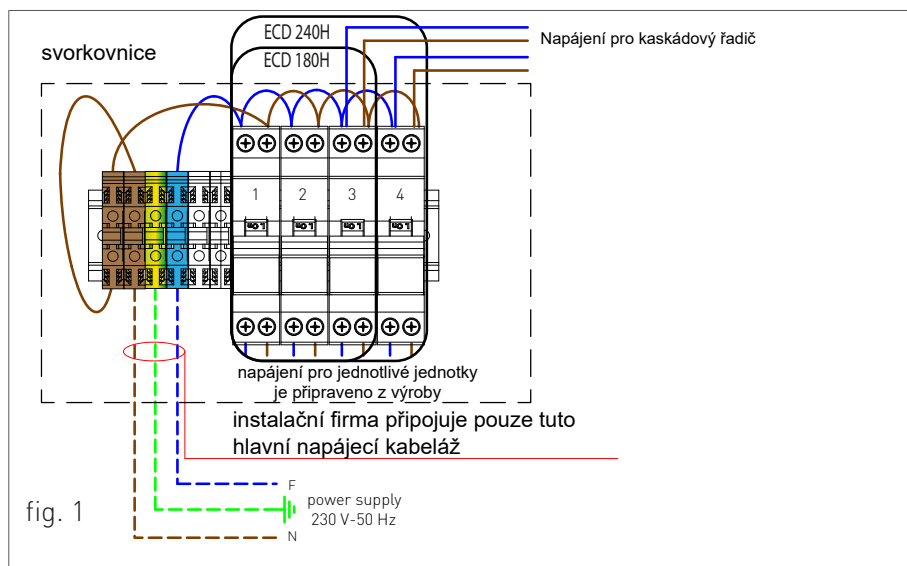 ECD 240H
ECD 180H
Napájení pro kaskádový řadič
svorkovnice
1 2 3 4
napájení pro jednotlivé jednotky
je připraveno z výroby
instalační firma připojuje pouze tuto
hlavní napájecí kabeláž
F
power supply
230 V-50 Hz
N
fig. 1